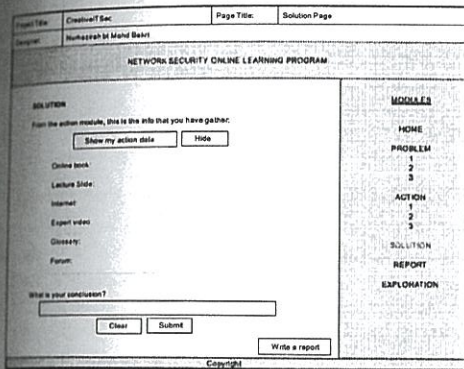 Project Title: CreativeIT Sec Page Title: Solution Page
Designer: Norhazirah bt Mohd Bakri
NETWORK SECURITY ONLINE LEARNING PROGRAM
SOLUTION
From the action module, this is the info that you have gather:
Show my action data Hide
Online book:
Lecture Slide:
Internet:
Expert video
Glossary:
Forum:
What is your conclusion?
Clear Submit
Write a report
MODULES
HOME
PROBLEM
1
2
3
ACTION
1
2
3
SOLUTION
REPORT
EXPLORATION
Copyright